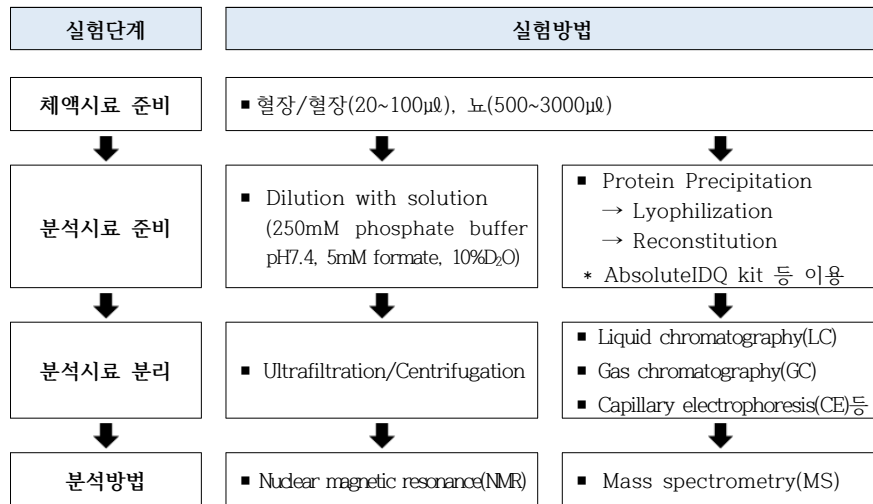 실험단계
실험방법
체액시료 준비
▪ 혈장/혈장(20~100㎕), 뇨(500~3000㎕)
분석시료 준비
▪ Dilution with solution
(250mM phosphate buffer
pH7.4, 5mM formate, 10%D₂O)
▪ Protein Precipitation
→ Lyophilization
→ Reconstitution
* AbsoluteIDQ kit 등 이용
분석시료 분리
▪ Ultrafiltration/Centrifugation
▪ Liquid chromatography(LC)
▪ Gas chromatography(GC)
▪ Capillary electrophoresis(CE)등
분석방법
▪ Nuclear magnetic resonance(NMR)
▪ Mass spectrometry(MS)